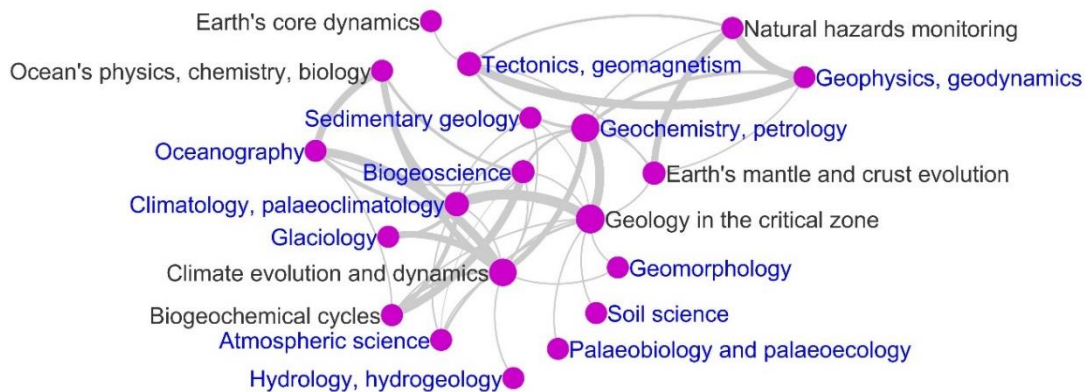 Earth's core dynamics
Natural hazards monitoring
Ocean's physics, chemistry, biology
Tectonics, geomagnetism
Geophysics, geodynamics
Sedimentary geology
Geochemistry, petrology
Oceanography
Biogeoscience
Earth's mantle and crust evolution
Climatology, palaeoclimatology
Geology in the critical zone
Glaciology
Climate evolution and dynamics
Geomorphology
Biogeochemical cycles
Soil science
Atmospheric science
Palaeobiology and palaeoecology
Hydrology, hydrogeology